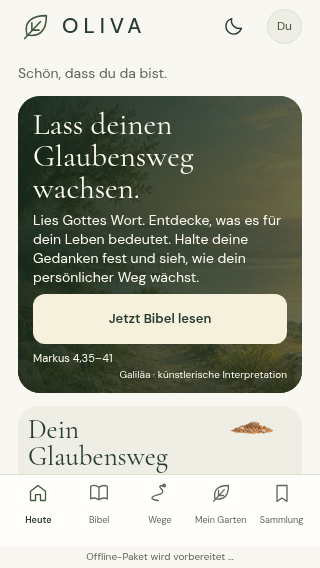 OLIVA
Du
Schön, dass du da bist.
Lass deinen
Glaubensweg
wachsen.
Lies Gottes Wort. Entdecke, was es für
dein Leben bedeutet. Halte deine
Gedanken fest und sieh, wie dein
persönlicher Weg wächst.
Jetzt Bibel lesen
Markus 4,35–41
Galiläa · künstlerische Interpretation
Dein
Glaubensweg
Heute Bibel Wege Mein Garten Sammlung
Offline-Paket wird vorbereitet …